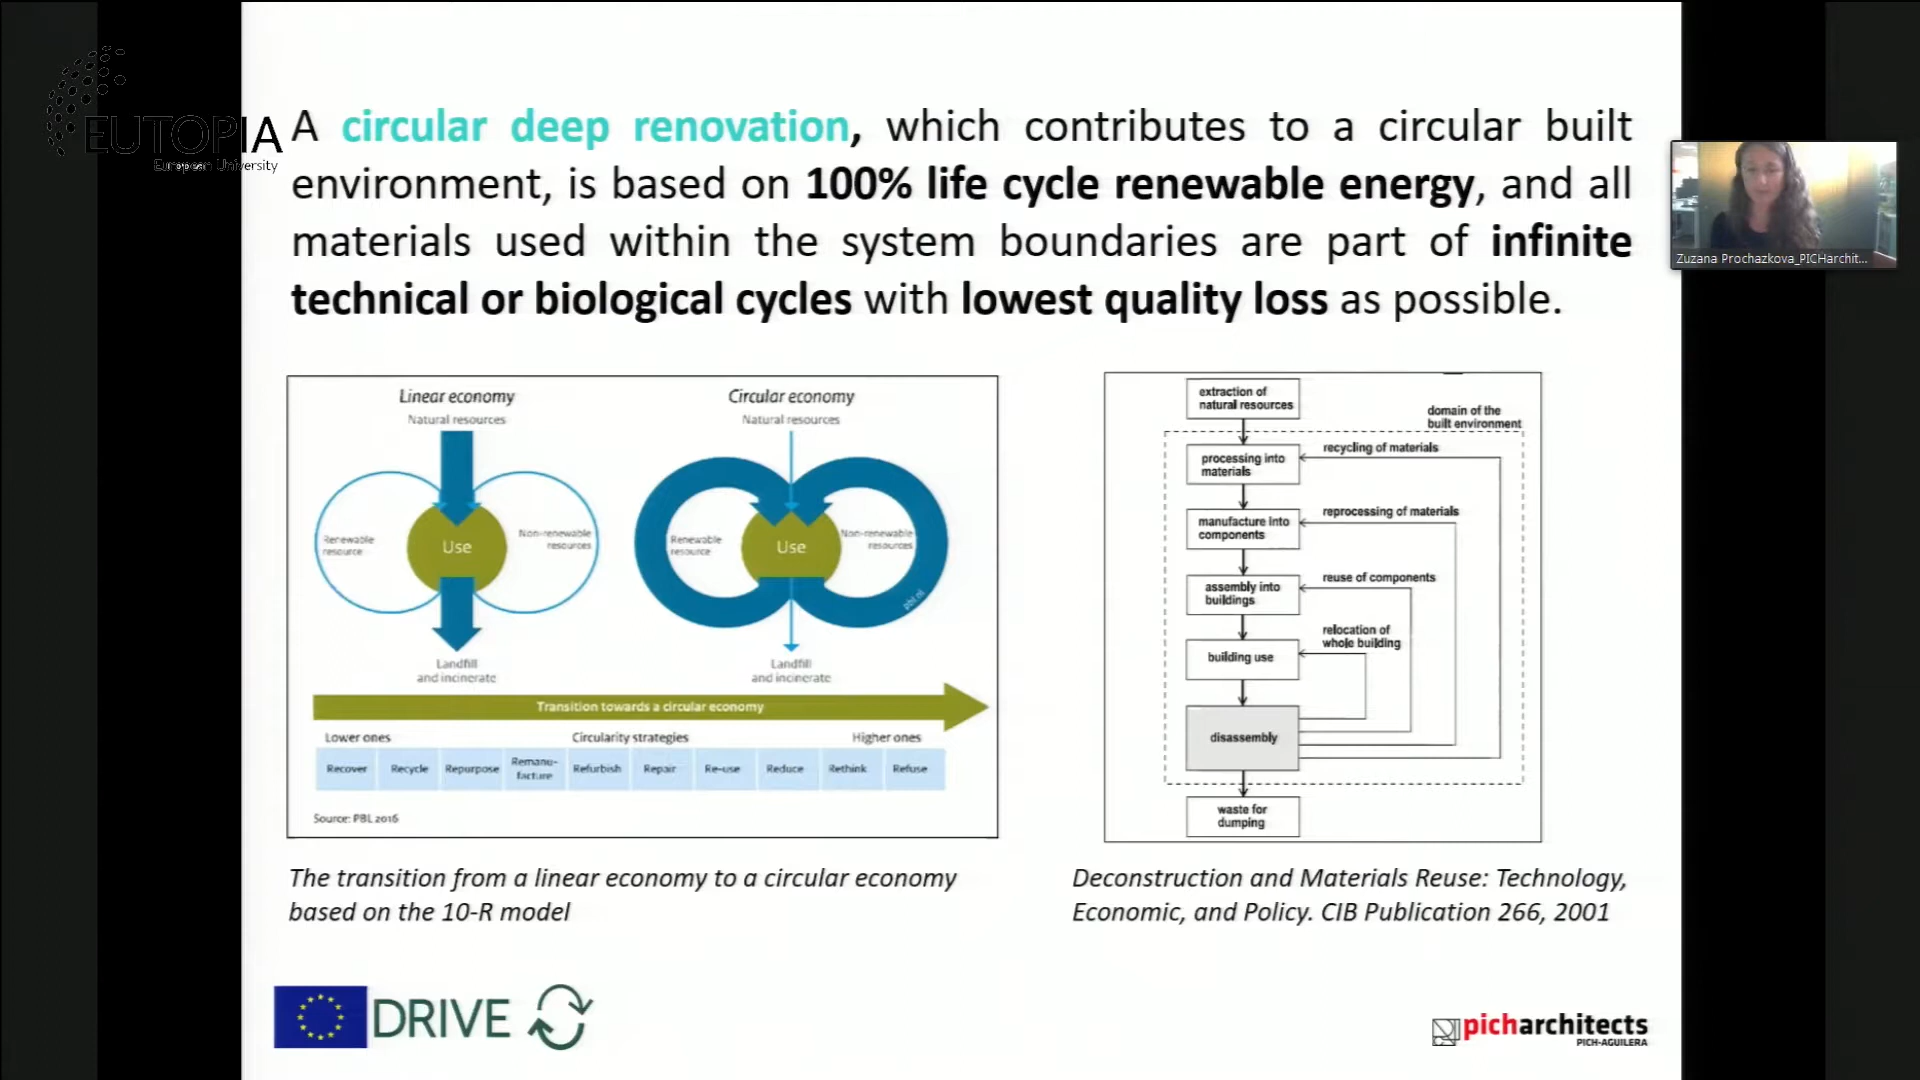 EUTOPIA
European University
A circular deep renovation, which contributes to a circular built
environment, is based on 100% life cycle renewable energy, and all
materials used within the system boundaries are part of infinite
technical or biological cycles with lowest quality loss as possible.
Zuzana Prochazkova_PICHarchit...
Linear economy
Natural resources
Renewable
resource
Use
Non-renewable
resources
Landfill
and incinerate
Circular economy
Natural resources
Renewable
resource
Use
Non-renewable
resources
pbl.nl
Landfill
and incinerate
Transition towards a circular economy
Lower ones
Circularity strategies
Higher ones
Recover
Recycle
Repurpose
Remanu-
facture
Refurbish
Repair
Re-use
Reduce
Rethink
Refuse
Source: PBL 2016
extraction of
natural resources
domain of the
built environment
processing into
materials
recycling of materials
manufacture into
components
reprocessing of materials
assembly into
buildings
reuse of components
building use
relocation of
whole building
disassembly
waste for
dumping
The transition from a linear economy to a circular economy
based on the 10-R model
Deconstruction and Materials Reuse: Technology,
Economic, and Policy. CIB Publication 266, 2001
DRIVE
picharchitects
PICH-AGUILERA